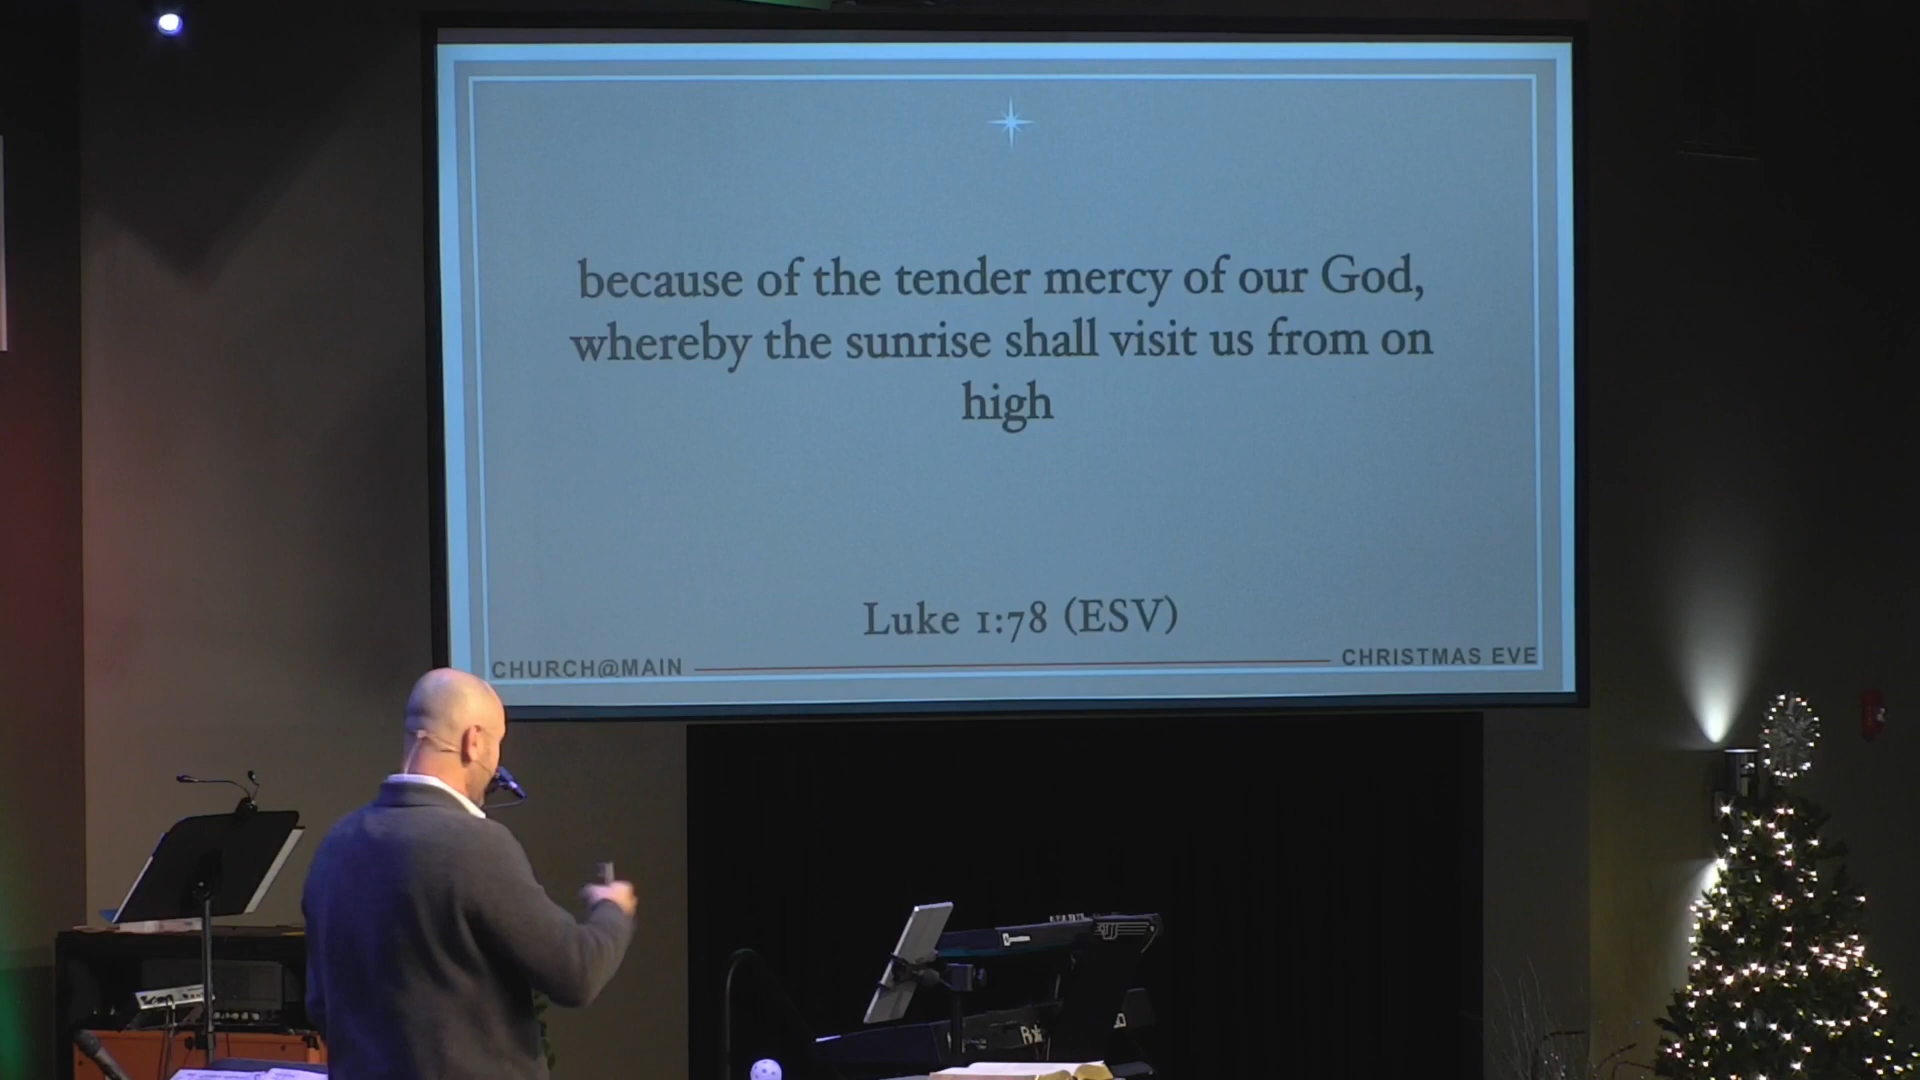 because of the tender mercy of our God,
whereby the sunrise shall visit us from on
high
Luke 1:78 (ESV)
CHURCH@MAIN
CHRISTMAS EVE